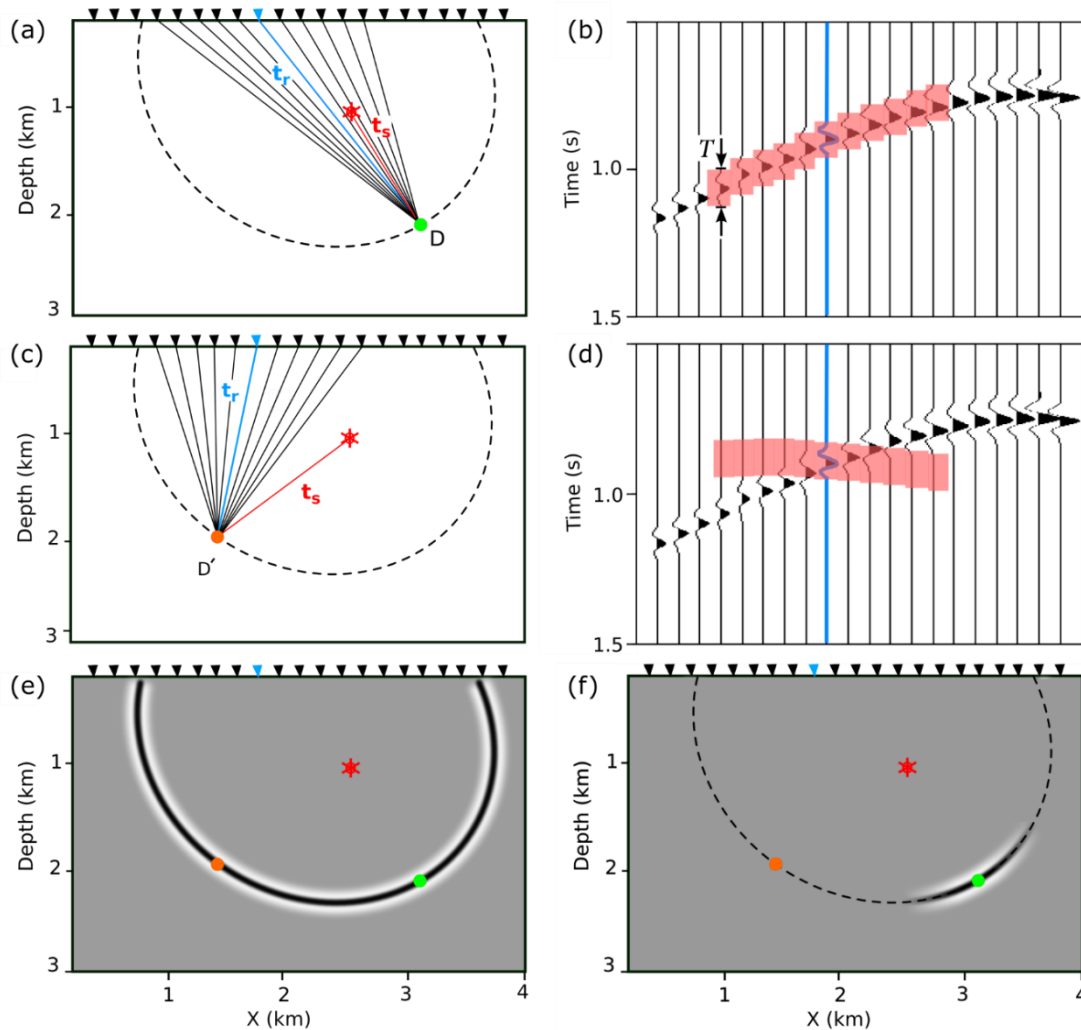 (a)
t_r
t_s
D
Depth (km)
1
2
3
(b)
T
Time (s)
1.0
1.5
(c)
t_r
t_s
D'
Depth (km)
1
2
3
(d)
Time (s)
1.0
1.5
(e)
Depth (km)
1
2
3
1 2 3 4
X (km)
(f)
Depth (km)
1
2
3
1 2 3 4
X (km)